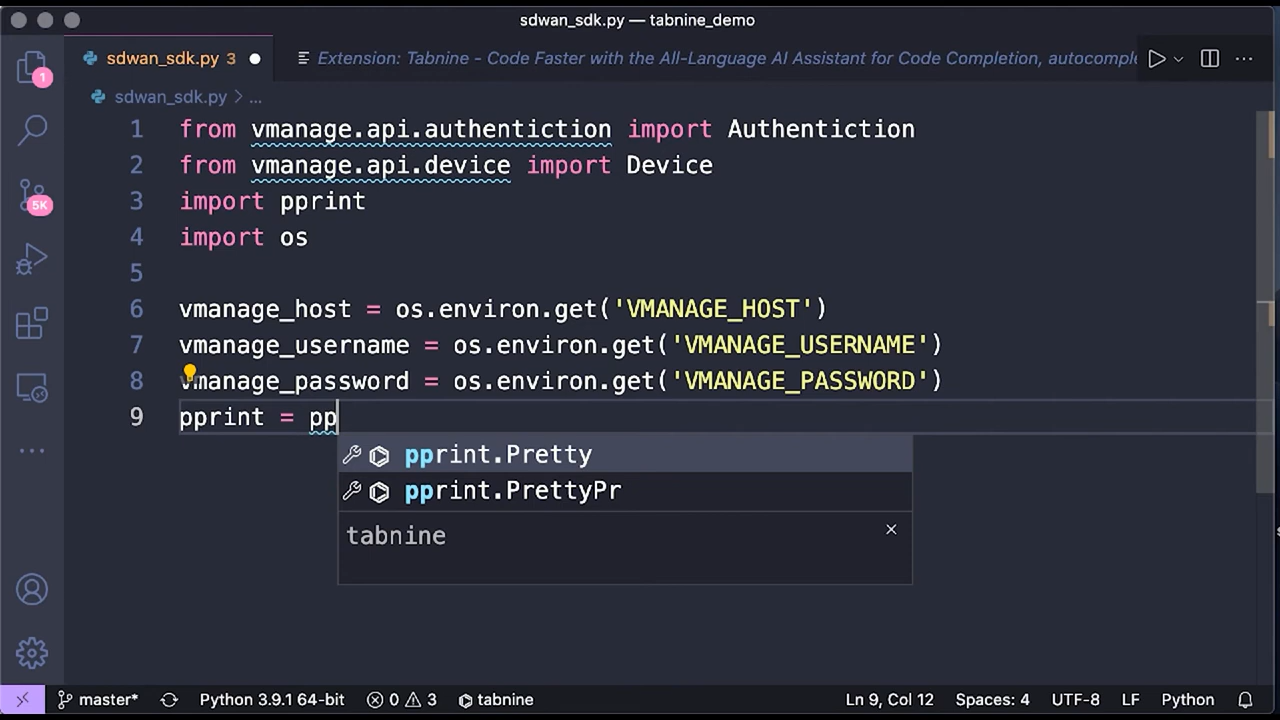 sdwan_sdk.py — tabnine_demo
sdwan_sdk.py 3
Extension: Tabnine - Code Faster with the All-Language AI Assistant for Code Completion, autocomple
1
sdwan_sdk.py > ...
1 from vmanage.api.authentiction import Authentiction
2 from vmanage.api.device import Device
3 import pprint
4 import os
5
6 vmanage_host = os.environ.get('VMANAGE_HOST')
7 vmanage_username = os.environ.get('VMANAGE_USERNAME')
8 vmanage_password = os.environ.get('VMANAGE_PASSWORD')
9 pprint = pp
5K
pprint.Pretty
pprint.PrettyPr
tabnine
master* Python 3.9.1 64-bit 0 3 tabnine Ln 9, Col 12 Spaces: 4 UTF-8 LF Python